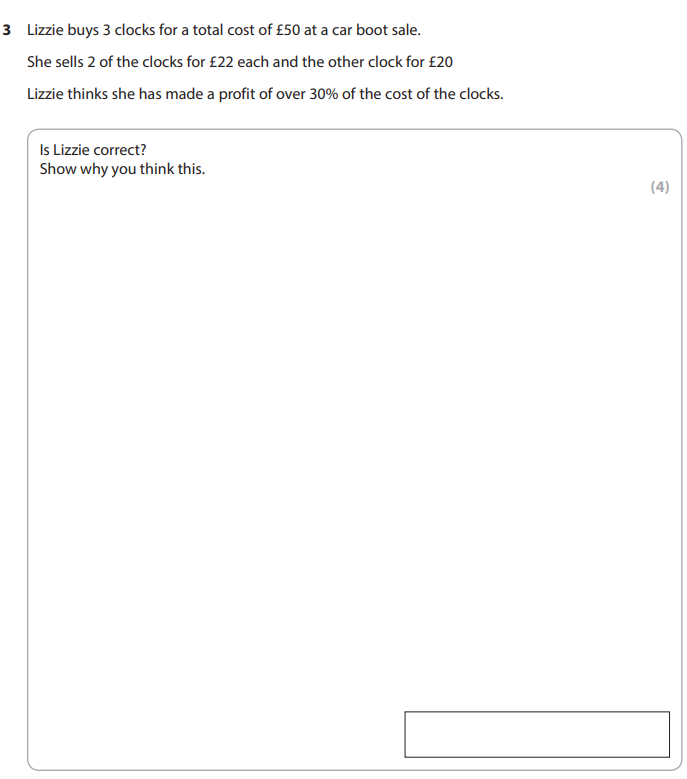 3 Lizzie buys 3 clocks for a total cost of £50 at a car boot sale.
She sells 2 of the clocks for £22 each and the other clock for £20
Lizzie thinks she has made a profit of over 30% of the cost of the clocks.
Is Lizzie correct?
Show why you think this.
(4)